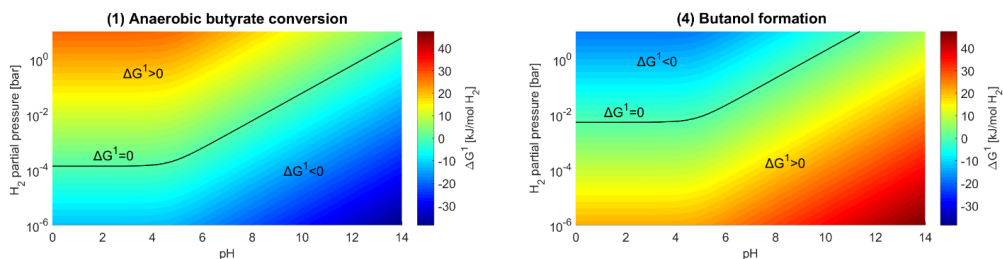 (1) Anaerobic butyrate conversion
H₂ partial pressure [bar]
10⁰
10⁻²
10⁻⁴
10⁻⁶
ΔG¹>0
ΔG¹=0
ΔG¹<0
0 2 4 6 8 10 12 14
pH
40
30
20
10
0
-10
-20
-30
ΔG¹ [kJ/mol H₂]
(4) Butanol formation
H₂ partial pressure [bar]
10⁰
10⁻²
10⁻⁴
10⁻⁶
ΔG¹<0
ΔG¹=0
ΔG¹>0
0 2 4 6 8 10 12 14
pH
40
30
20
10
0
-10
-20
-30
ΔG¹ [kJ/mol H₂]